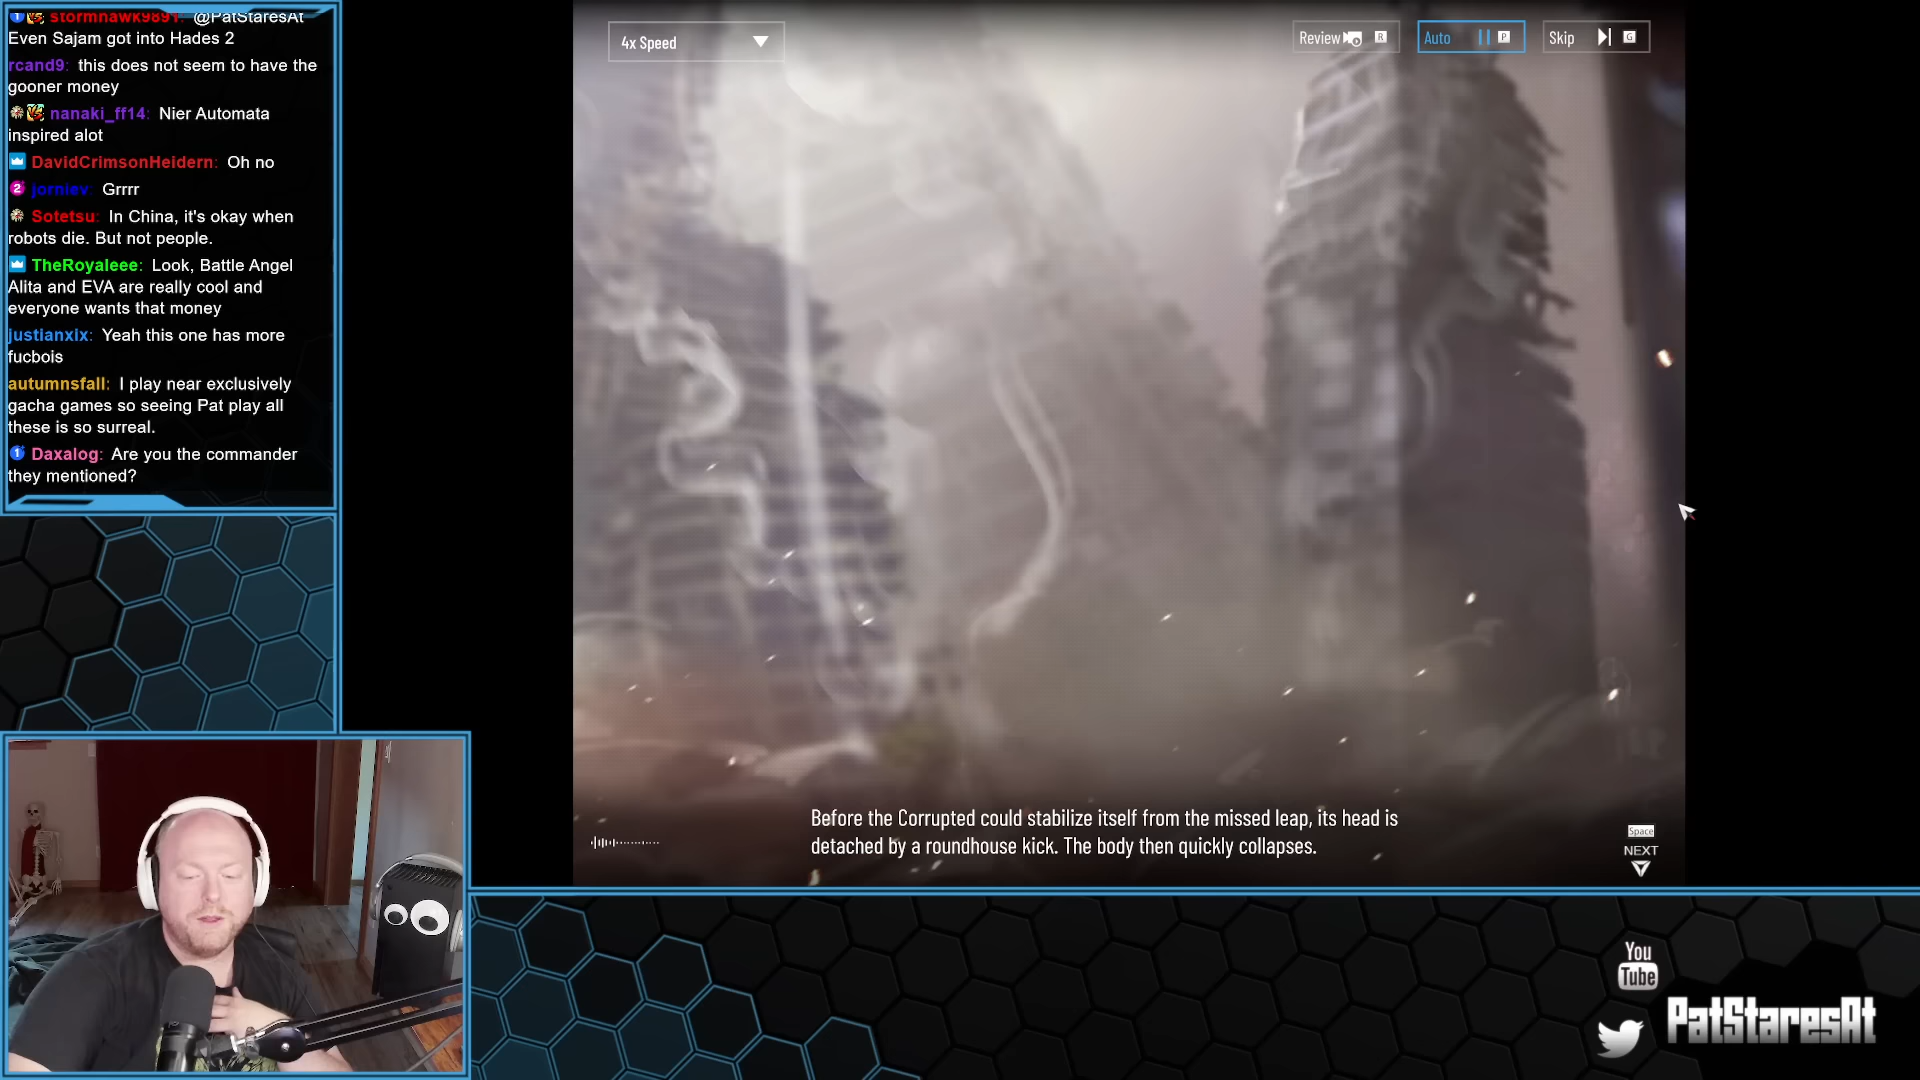 stormhawk9891: @PatStaresAt
Even Sajam got into Hades 2
rcand9: this does not seem to have the
gooner money
nanaki_ff14: Nier Automata
inspired alot
DavidCrimsonHeidern: Oh no
2 jorniev: Grrrr
Sotetsu: In China, it's okay when
robots die. But not people.
TheRoyaleee: Look, Battle Angel
Alita and EVA are really cool and
everyone wants that money
justianxix: Yeah this one has more
fucbois
autumnsfall: I play near exclusively
gacha games so seeing Pat play all
these is so surreal.
1 Daxalog: Are you the commander
they mentioned?
4x Speed
Review R
Auto P
Skip G
Before the Corrupted could stabilize itself from the missed leap, its head is
detached by a roundhouse kick. The body then quickly collapses.
Space
NEXT
You
Tube
PatStaresAt